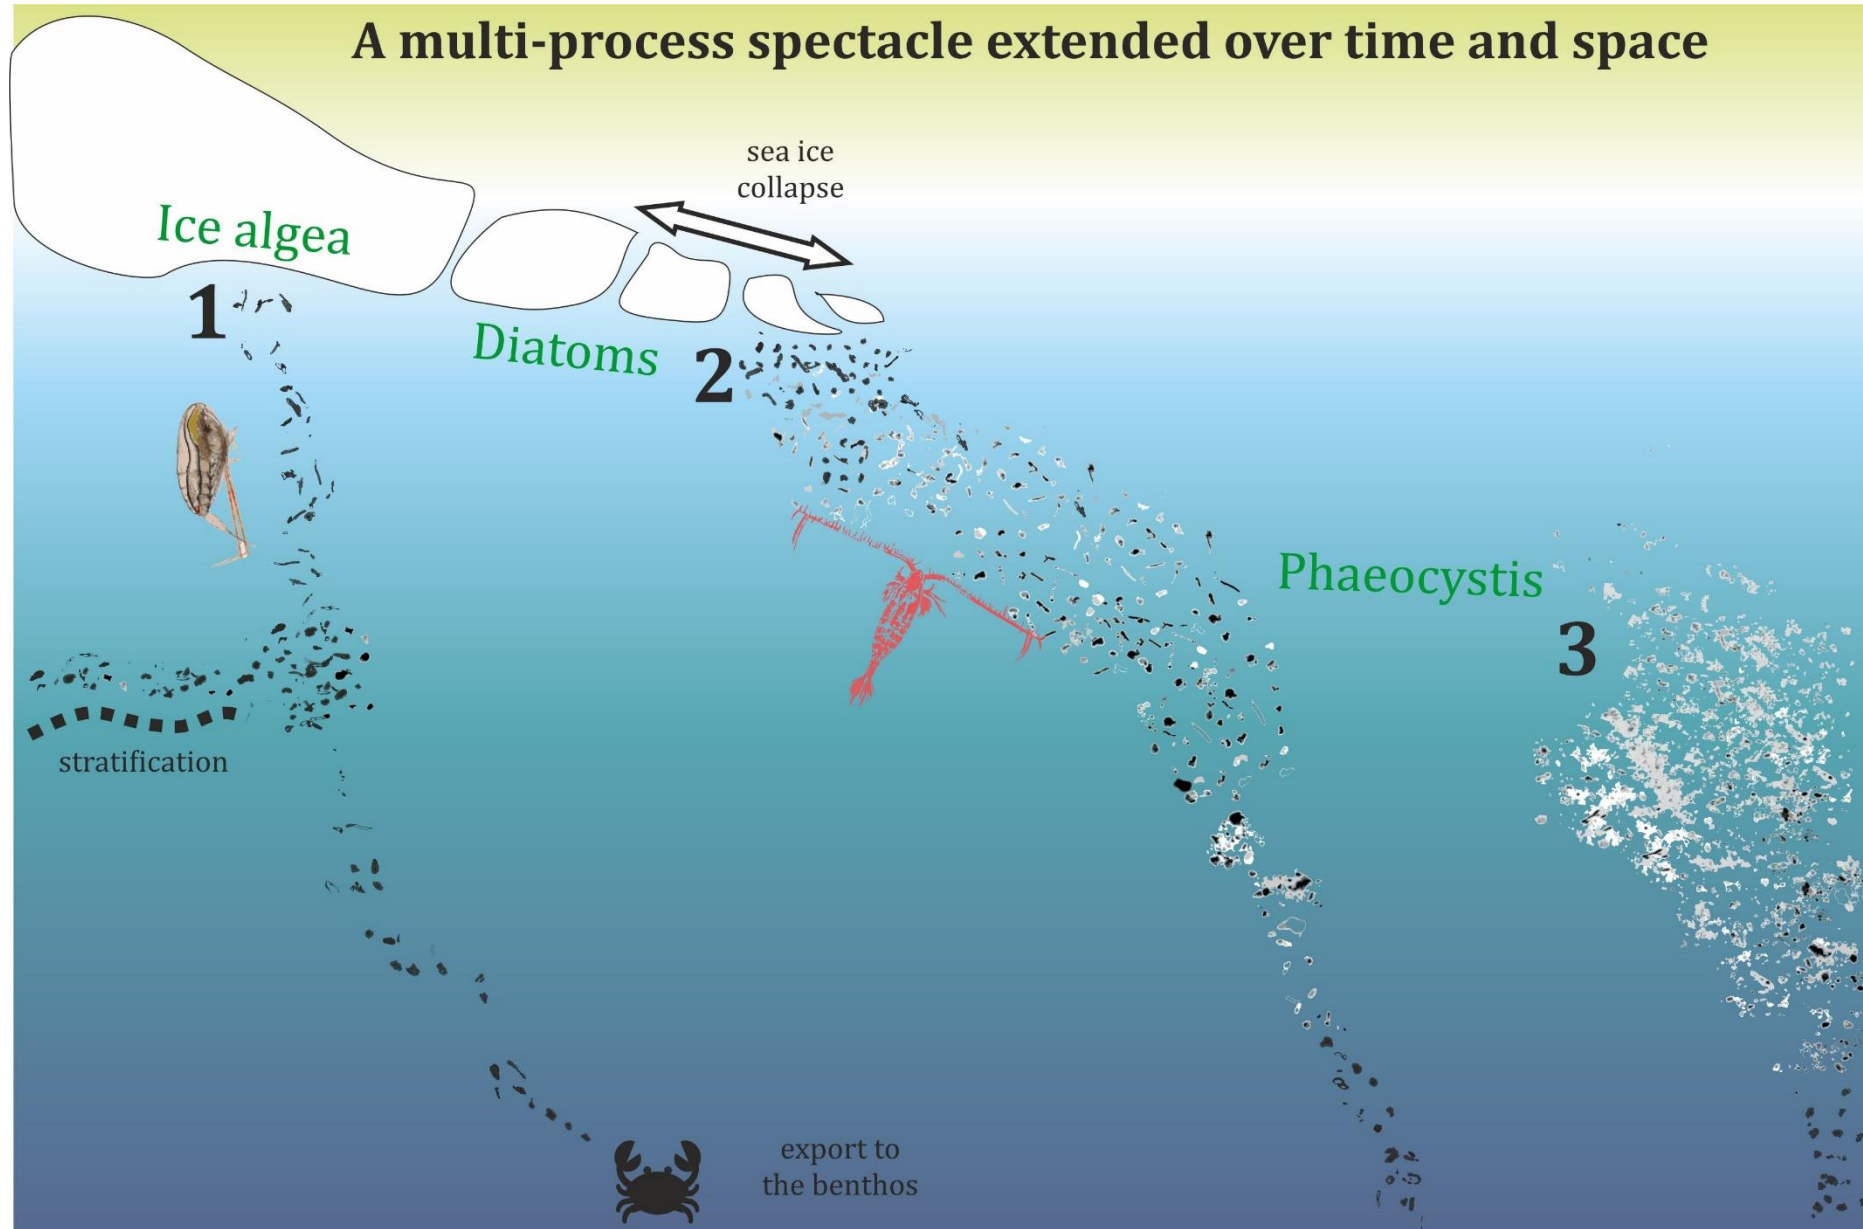 A multi-process spectacle extended over time and space
sea ice
collapse
Ice algea
1
Diatoms
2
Phaeocystis
3
stratification
export to
the benthos